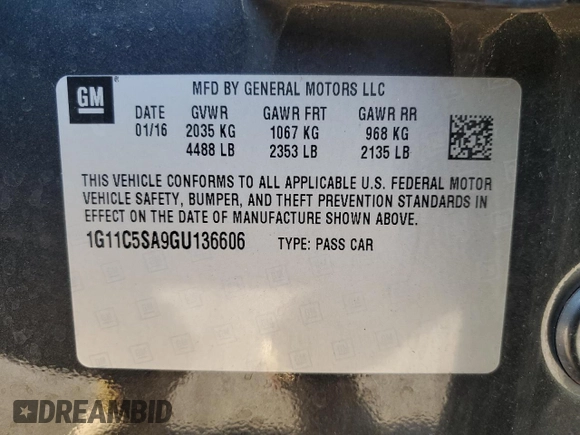 GM
MFD BY GENERAL MOTORS LLC
DATE GVWR GAWR FRT GAWR RR
01/16 2035 KG 1067 KG 968 KG
4488 LB 2353 LB 2135 LB
THIS VEHICLE CONFORMS TO ALL APPLICABLE U.S. FEDERAL MOTOR
VEHICLE SAFETY, BUMPER, AND THEFT PREVENTION STANDARDS IN
EFFECT ON THE DATE OF MANUFACTURE SHOWN ABOVE.
1G11C5SA9GU136606 TYPE: PASS CAR
DREAMBID